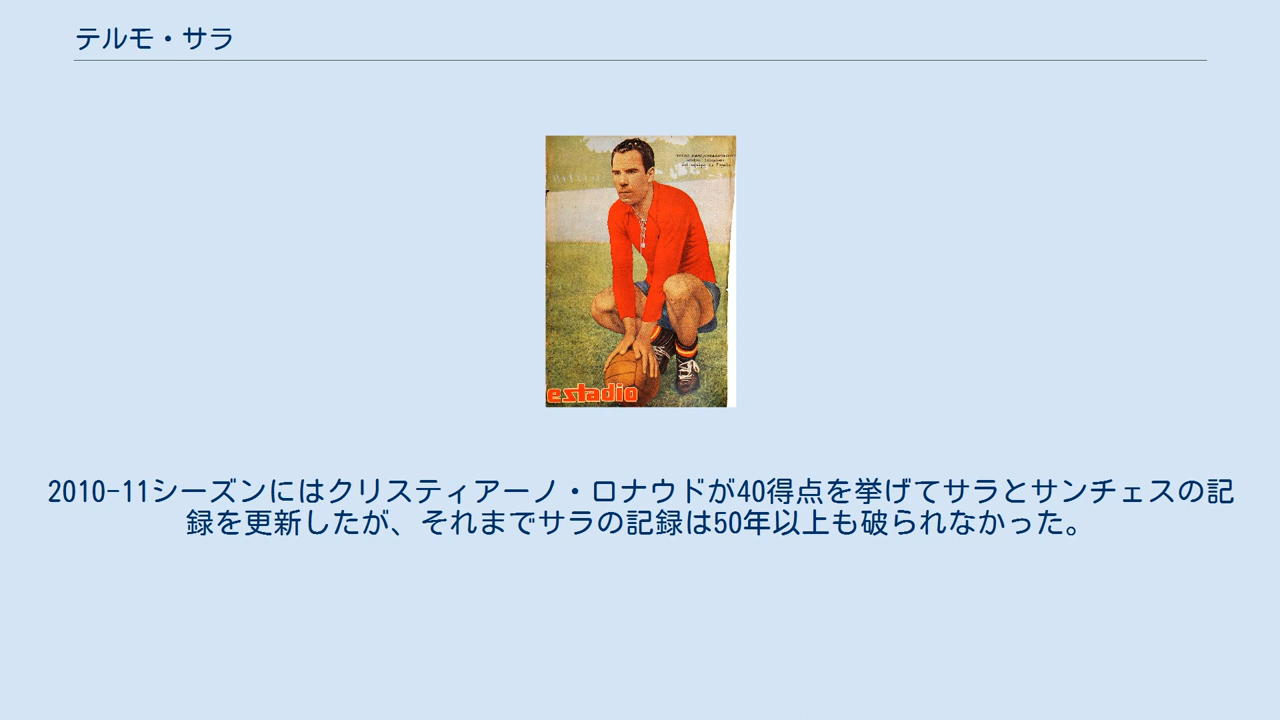 テルモ・サラ
estadio
2010-11シーズンにはクリスティアーノ・ロナウドが40得点を挙げてサラとサンチェスの記
録を更新したが、それまでサラの記録は50年以上も破られなかった。